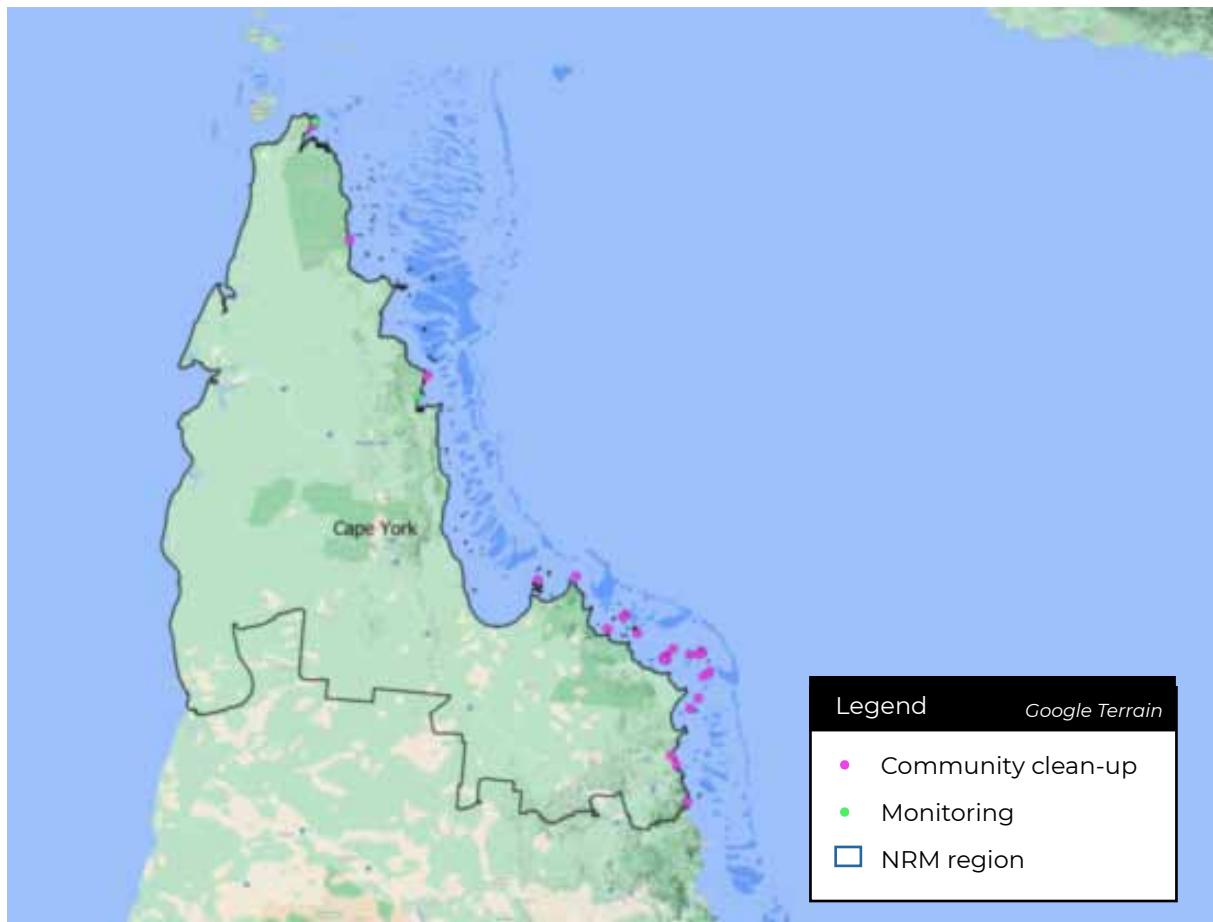 Cape York
Legend
Google Terrain
Community clean-up
Monitoring
NRM region